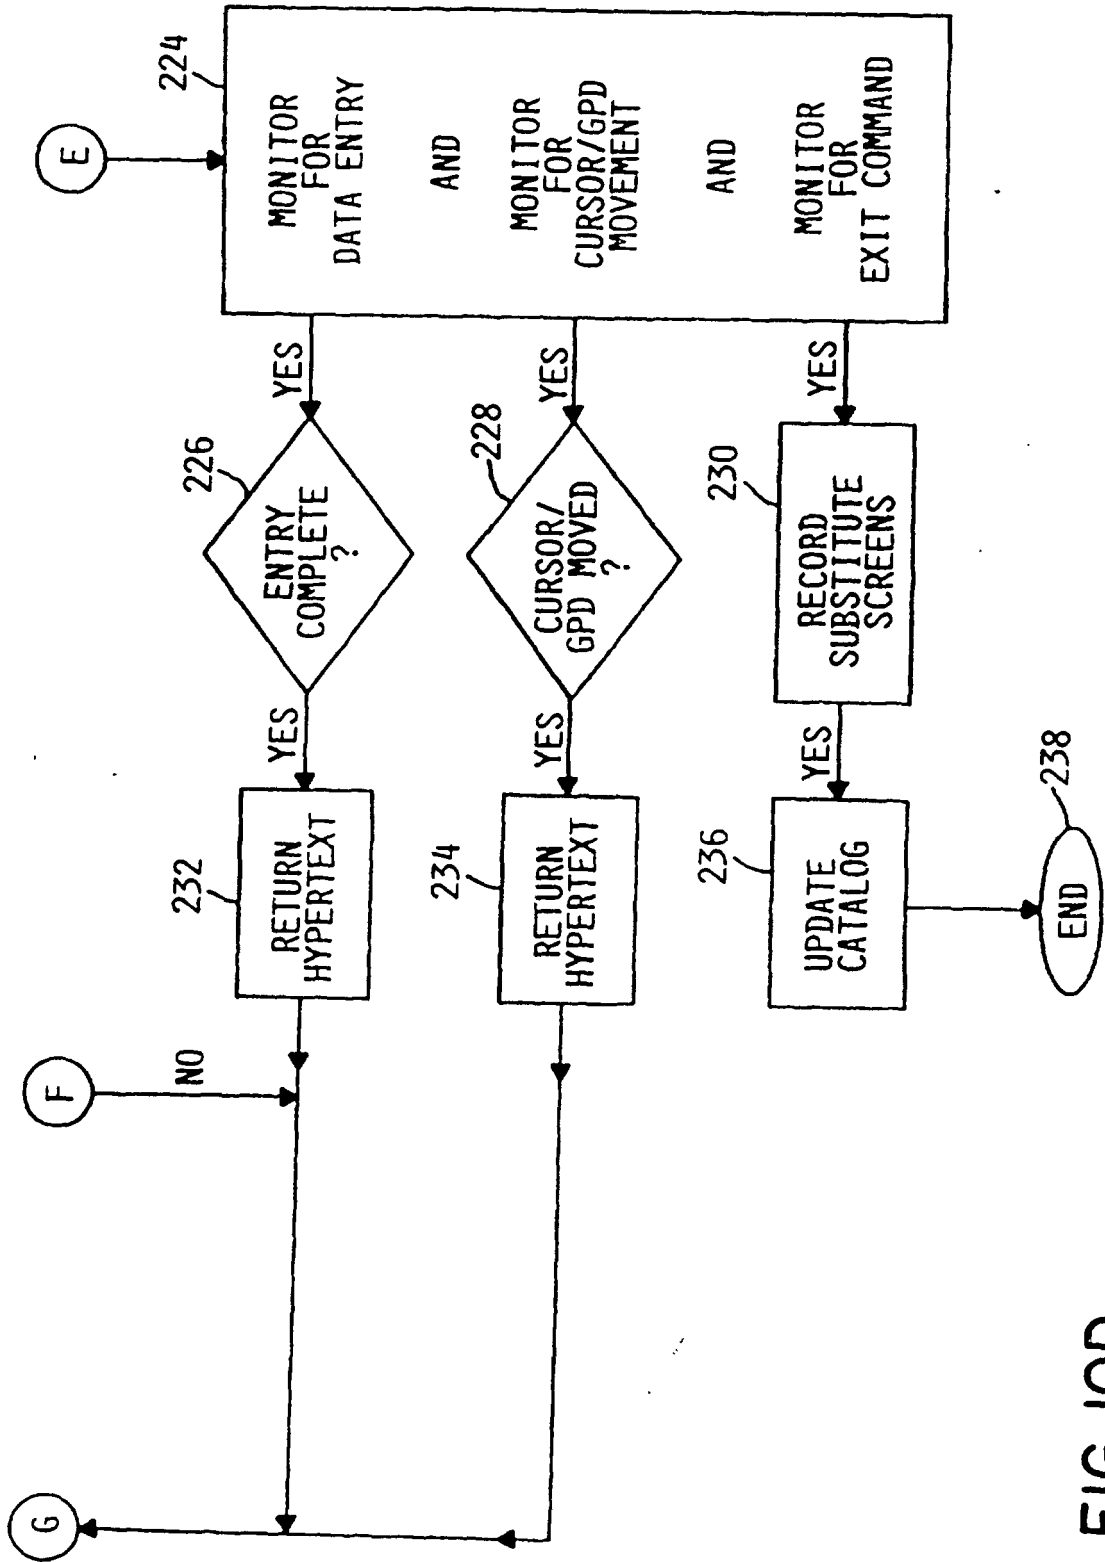 E
224
MONITOR
FOR
DATA ENTRY
AND
MONITOR
FOR
CURSOR/GPD
MOVEMENT
AND
MONITOR
FOR
EXIT COMMAND
YES
YES
YES
226
ENTRY
COMPLETE
?
228
CURSOR/
GPD MOVED
?
230
RECORD
SUBSTITUTE
SCREENS
YES
YES
YES
232
RETURN
HYPERTEXT
234
RETURN
HYPERTEXT
236
UPDATE
CATALOG
238
END
F
NO
G
FIG. 10D